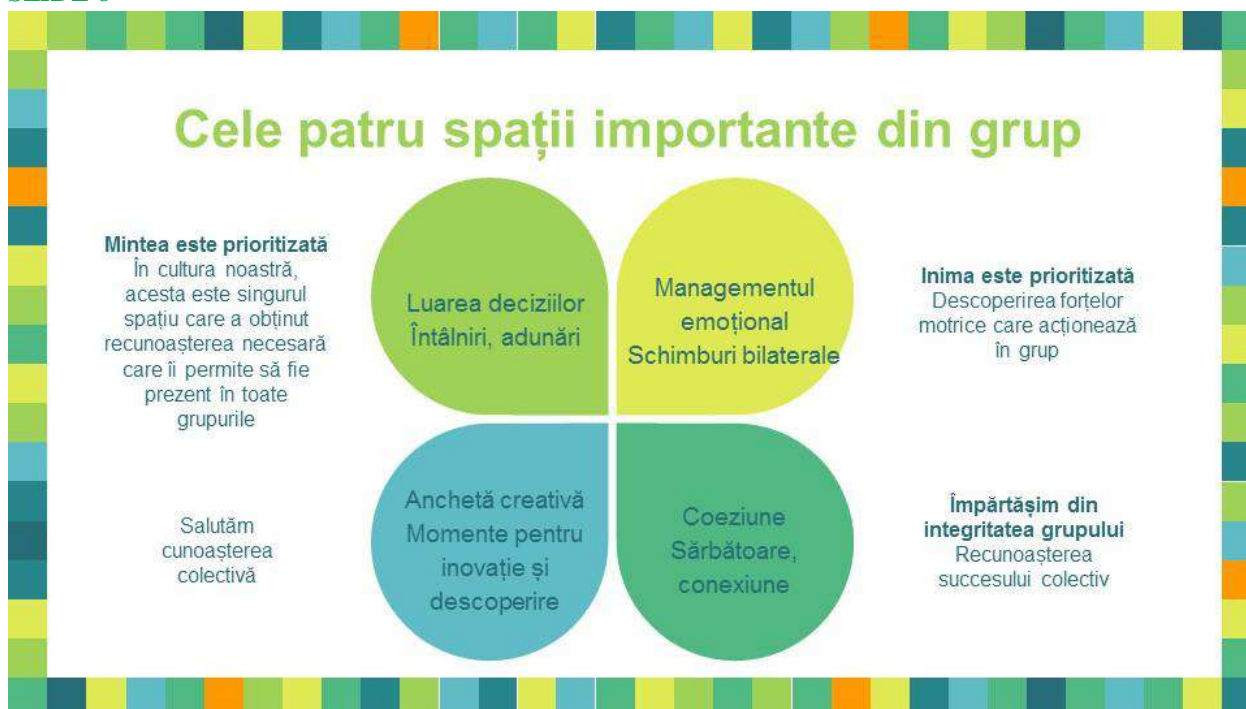 Cele patru spații importante din grup
Mintea este prioritizată
În cultura noastră,
acesta este singurul
spațiu care a obținut
recunoașterea necesară
care îi permite să fie
prezent în toate
grupurile
Luarea deciziilor
Întâlniri, adunări
Managementul
emoțional
Schimburi bilaterale
Inima este prioritizată
Descoperirea forțelor
motrice care acționează
în grup
Salutăm
cunoașterea
colectivă
Anchetă creativă
Momente pentru
inovație și
descoperire
Coeziune
Sărbătoare,
conexiune
Împărtășim din
integritatea grupului
Recunoașterea
succesului colectiv